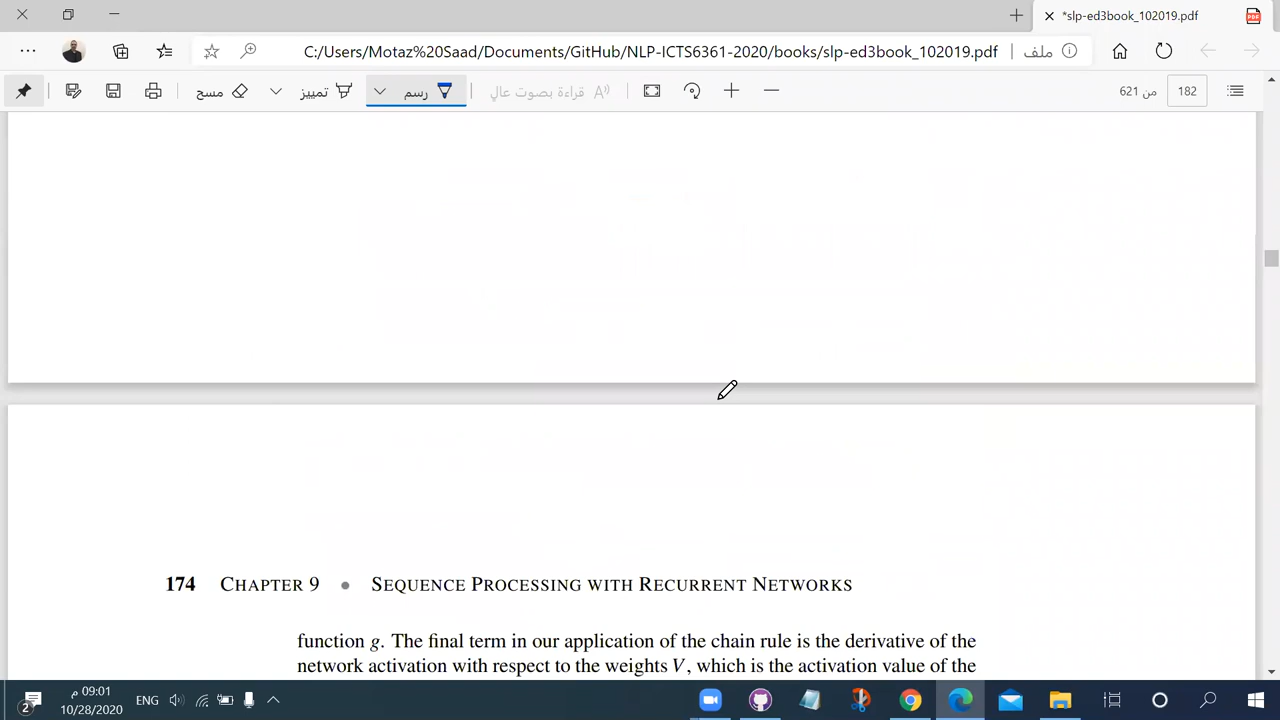 *slp-ed3book_102019.pdf
ملف C:/Users/Motaz%20Saad/Documents/GitHub/NLP-ICTS6361-2020/books/slp-ed3book_102019.pdf
182 من 621
قراءة بصوت عالٍ
رسم
تمييز
مسح
174 CHAPTER 9 • SEQUENCE PROCESSING WITH RECURRENT NETWORKS
function g. The final term in our application of the chain rule is the derivative of the
network activation with respect to the weights V, which is the activation value of the
2
09:01 م
10/28/2020
ENG